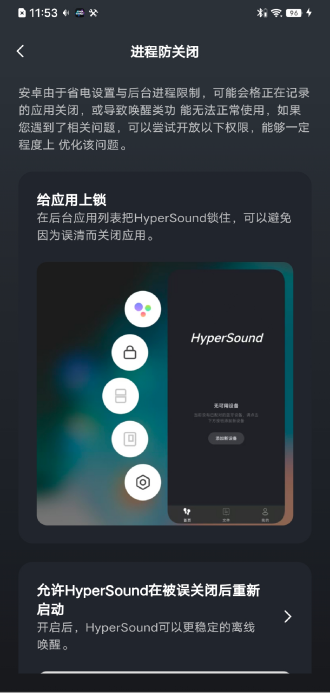 11:53
96
进程防关闭
安卓由于省电设置与后台进程限制，可能会格正在记录
的应用关闭，或导致唤醒类功 能无法正常使用，如果
您遇到了相关问题，可以尝试开放以下权限，能够一定
程度上 优化该问题。
给应用上锁
在后台应用列表把HyperSound锁住，可以避免
因为误清而关闭应用。
HyperSound
无可用设备
添加新设备
首页
文件
我的
允许HyperSound在被误关闭后重新
启动
开启后，HyperSound可以更稳定的离线
唤醒。